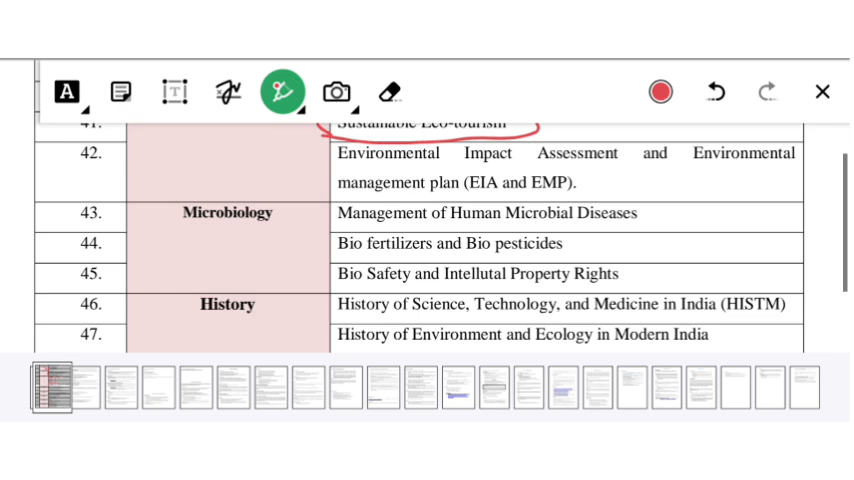 A
T
41.
Sustainable Eco-tourism
42.
Environmental Impact Assessment and Environmental
management plan (EIA and EMP).
43.
Microbiology
Management of Human Microbial Diseases
44.
Bio fertilizers and Bio pesticides
45.
Bio Safety and Intellutal Property Rights
46.
History
History of Science, Technology, and Medicine in India (HISTM)
47.
History of Environment and Ecology in Modern India